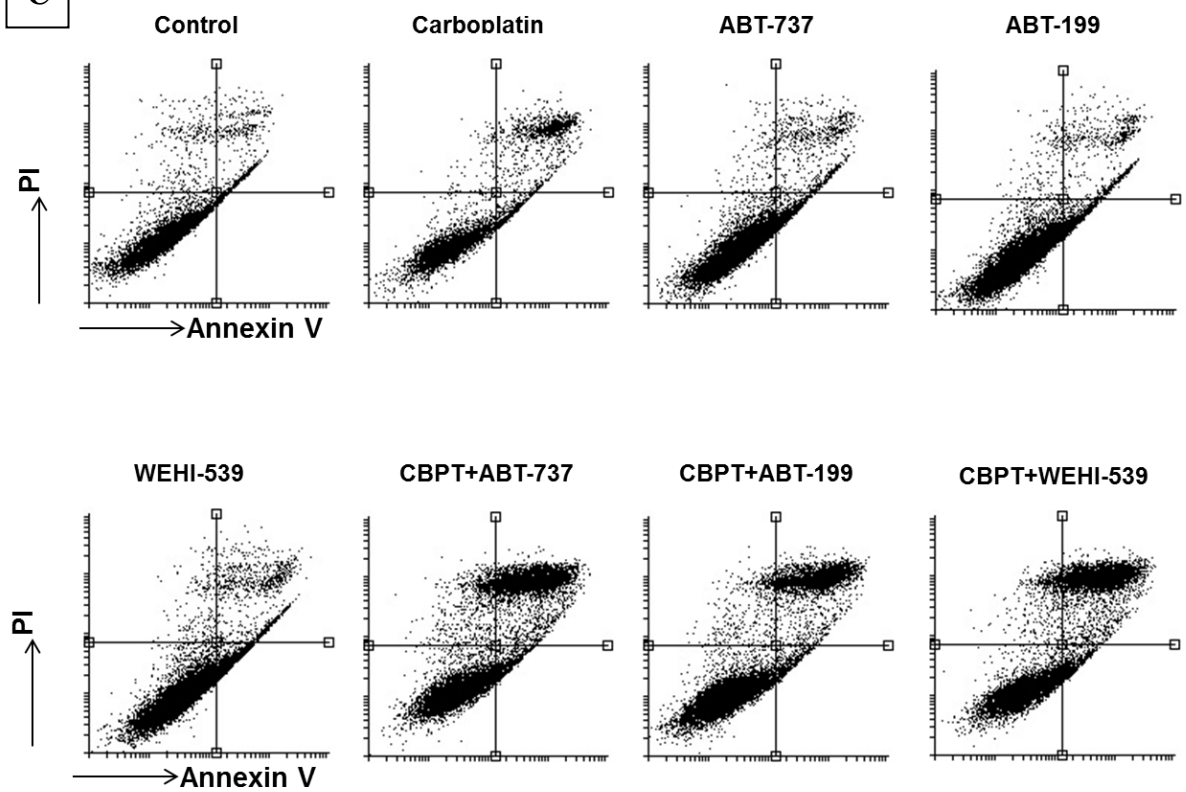 Control
Carboplatin
ABT-737
ABT-199
PI
Annexin V
WEHI-539
CBPT+ABT-737
CBPT+ABT-199
CBPT+WEHI-539
PI
Annexin V